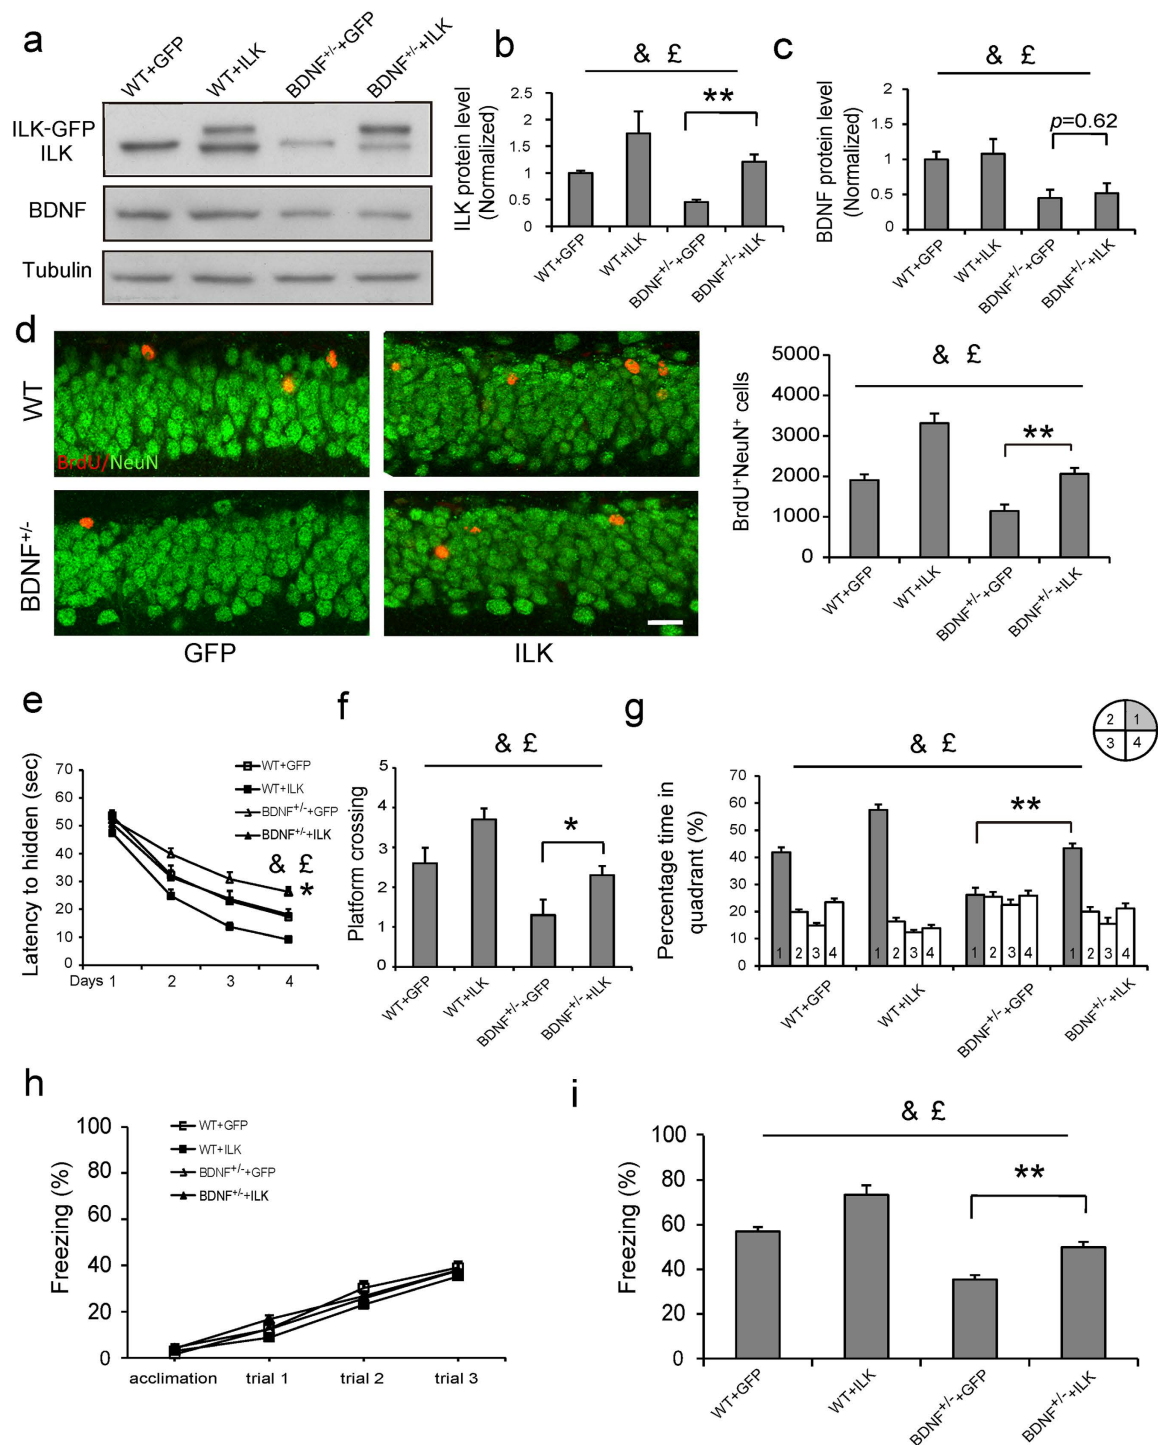 a
WT+GFP
WT+ILK
BDNF+/-+GFP
BDNF+/-+ILK
ILK-GFP
ILK
BDNF
Tubulin
b
& £
**
ILK protein level
(Normalized)
2.5
2
1.5
1
0.5
0
WT+GFP
WT+ILK
BDNF+/-+GFP
BDNF+/-+ILK
c
& £
p=0.62
BDNF protein level
(Normalized)
2
1.5
1
0.5
0
WT+GFP
WT+ILK
BDNF+/-+GFP
BDNF+/-+ILK
d
WT
BrdU/NeuN
BDNF+/-
GFP
ILK
& £
**
BrdU+NeuN+ cells
5000
4000
3000
2000
1000
0
WT+GFP
WT+ILK
BDNF+/-+GFP
BDNF+/-+ILK
e
Latency to hidden (sec)
70
60
50
40
30
20
10
0
WT+GFP
WT+ILK
BDNF+/-+GFP
BDNF+/-+ILK
& £
*
Days 1 2 3 4
f
& £
*
Platform crossing
5
4
3
2
1
0
WT+GFP
WT+ILK
BDNF+/-+GFP
BDNF+/-+ILK
g
2 1
3 4
& £
**
Percentage time in
quadrant (%)
70
60
50
40
30
20
10
0
1 2 3 4 1 2 3 4 1 2 3 4 1 2 3 4
WT+GFP
WT+ILK
BDNF+/-+GFP
BDNF+/-+ILK
h
Freezing (%)
100
80
60
40
20
0
WT+GFP
WT+ILK
BDNF+/-+GFP
BDNF+/-+ILK
acclimation trial 1 trial 2 trial 3
i
& £
**
Freezing (%)
100
80
60
40
20
0
WT+GFP
WT+ILK
BDNF+/-+GFP
BDNF+/-+ILK